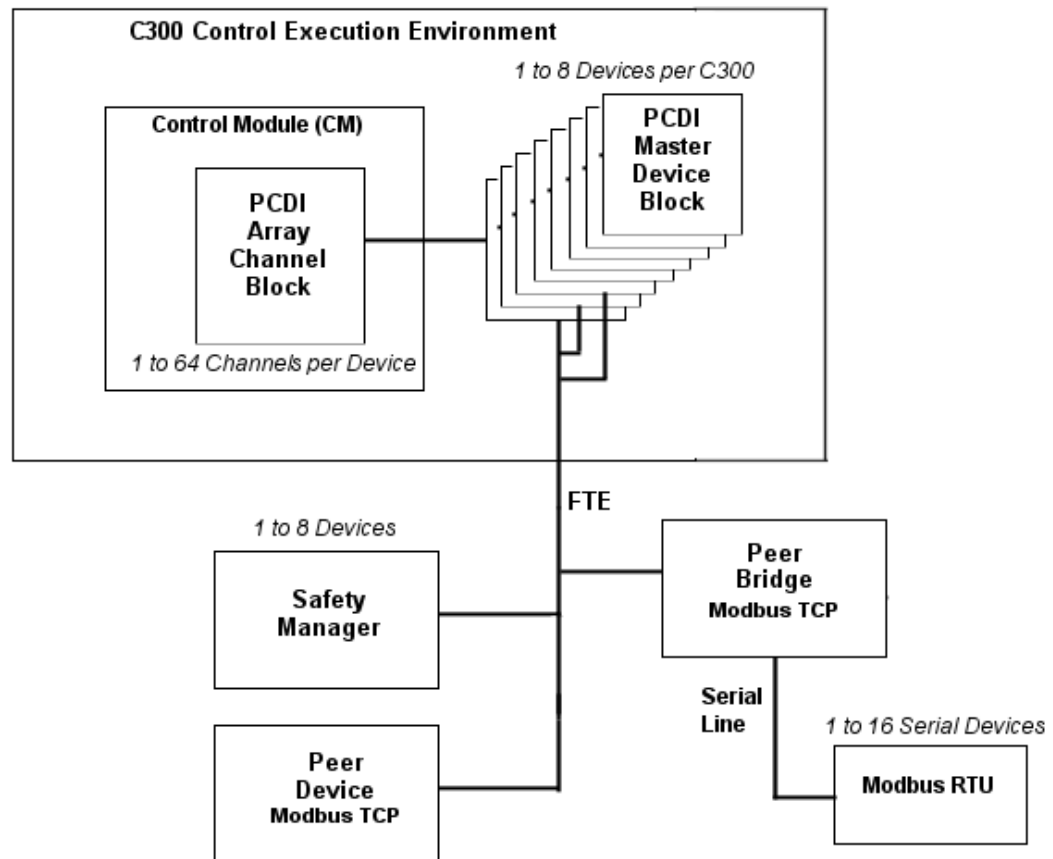 C300 Control Execution Environment
1 to 8 Devices per C300
Control Module (CM)
PCDI
Array
Channel
Block
1 to 64 Channels per Device
PCDI
Master
Device
Block
FTE
1 to 8 Devices
Safety
Manager
Peer
Bridge
Modbus TCP
Serial
Line
1 to 16 Serial Devices
Modbus RTU
Peer
Device
Modbus TCP